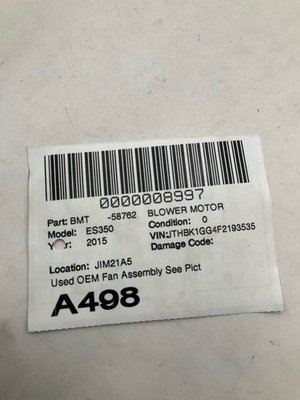 0000008997
Part: BMT -58762 BLOWER MOTOR
Model: ES350 Condition: 0
Year: 2015 VIN:JTHBK1GG4F2193535
Damage Code:
Location: JIM21A5
Used OEM Fan Assembly See Pict
A498